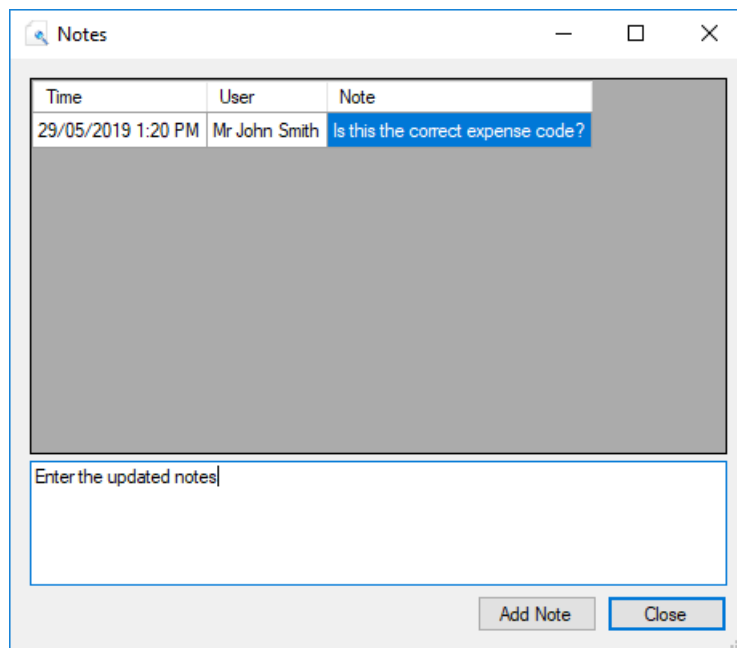 Notes
Time User Note
29/05/2019 1:20 PM Mr John Smith Is this the correct expense code?
Enter the updated notes
Add Note Close